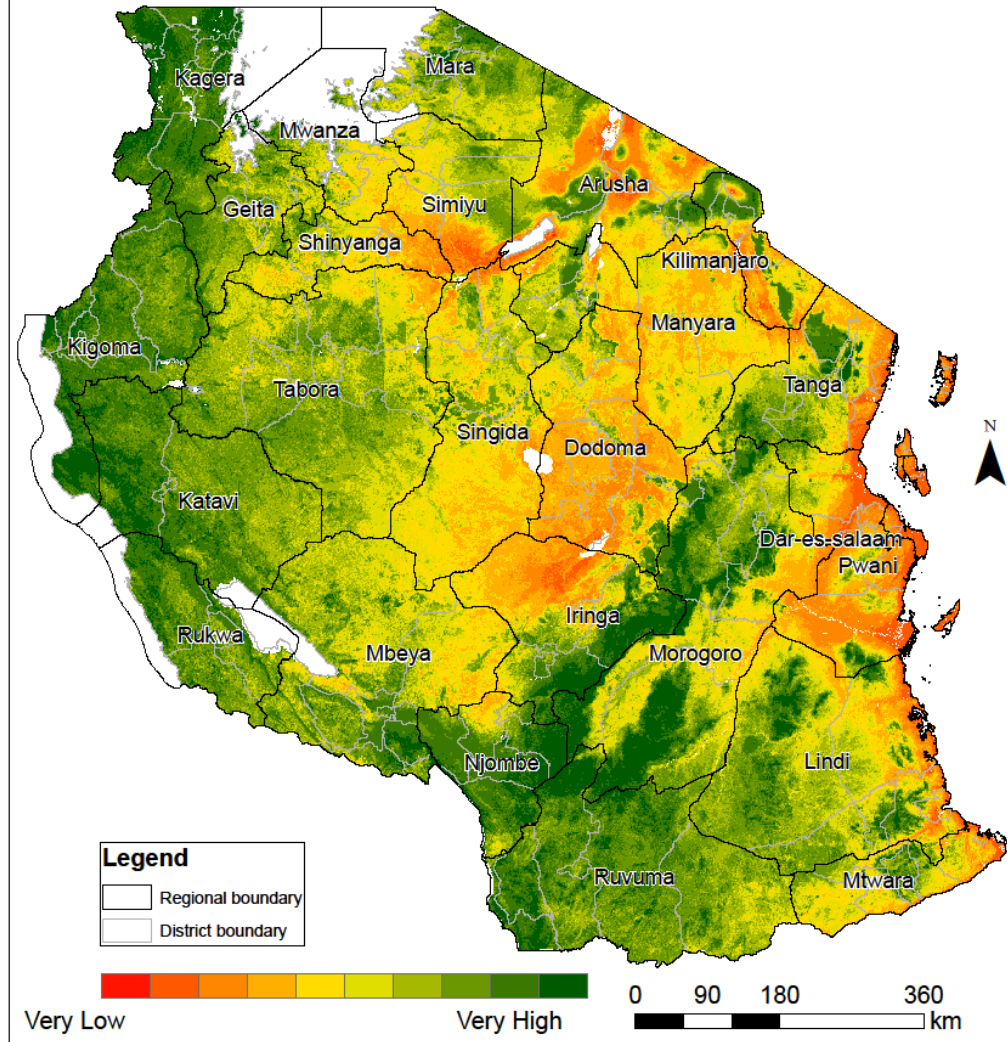 Kagera
Mara
Mwanza
Arusha
Geita
Simiyu
Shinyanga
Kilimanjaro
Manyara
Kigoma
Tabora
Tanga
Singida
Dodoma
N
Katavi
Dar-es-salaam
Pwani
Iringa
Rukwa
Mbeya
Morogoro
Njombe
Lindi
Ruvuma
Mtwara
Legend
Regional boundary
District boundary
Very Low
Very High
0 90 180 360
km